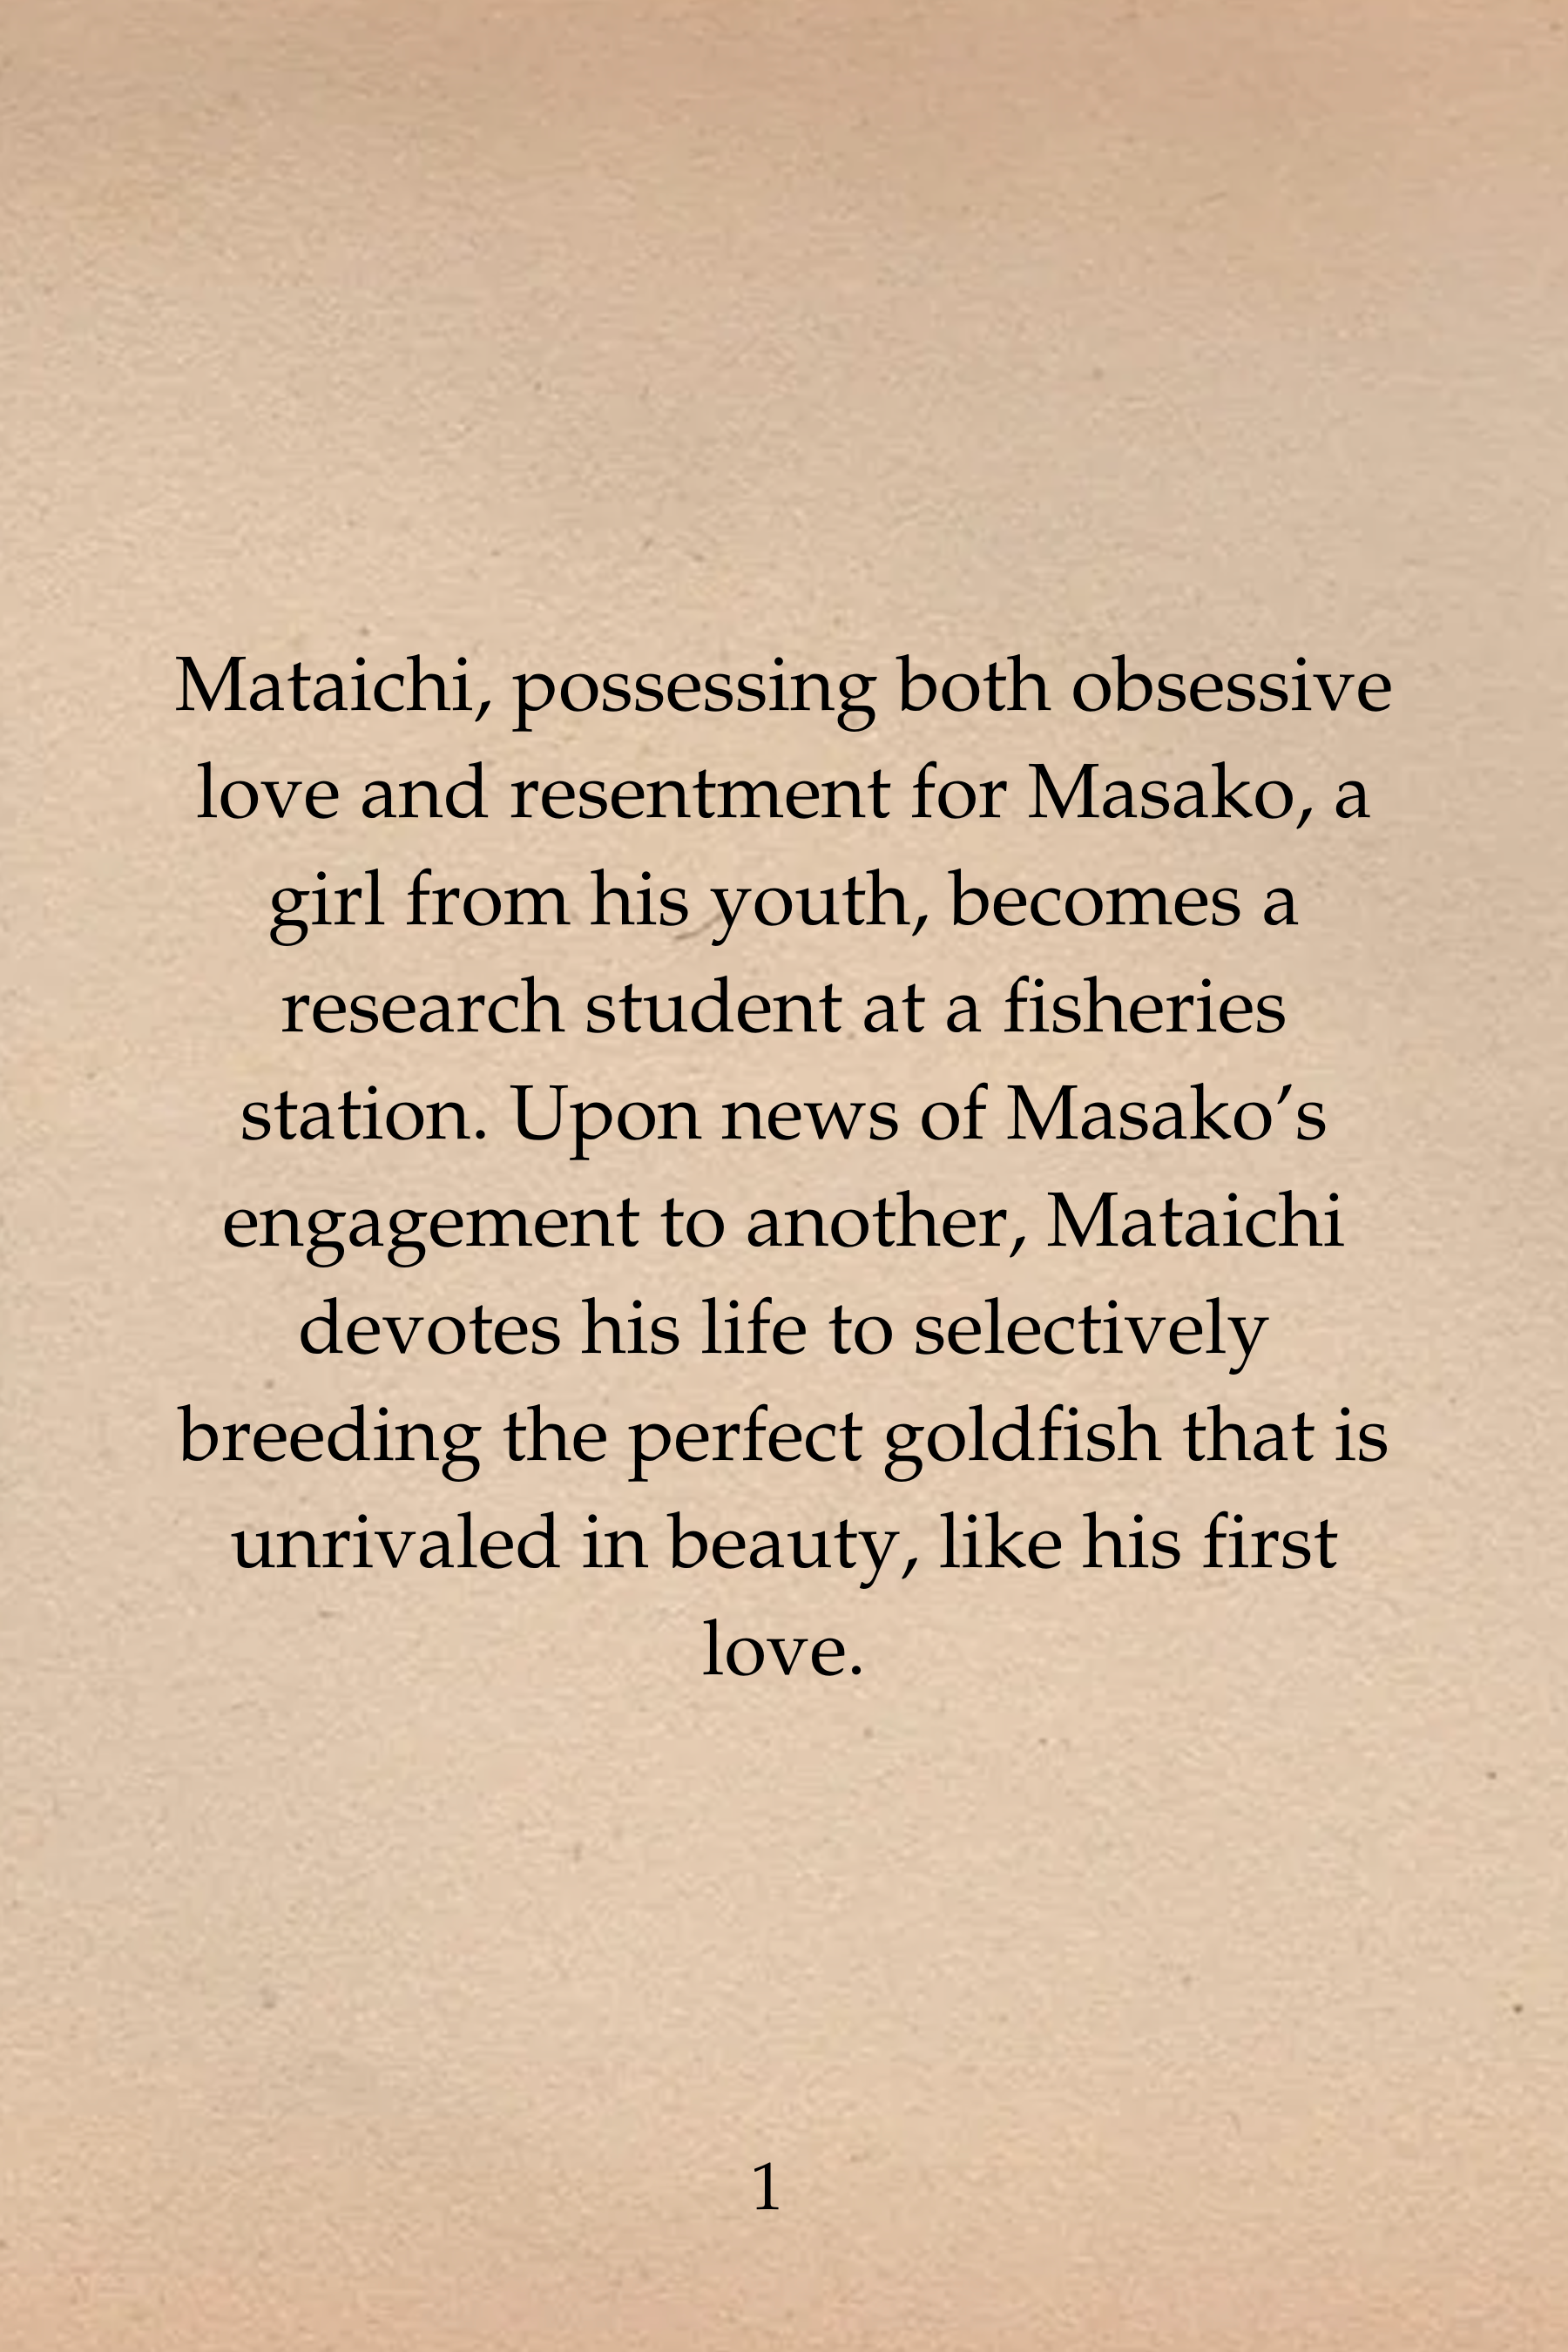 Mataichi, possessing both obsessive
love and resentment for Masako, a
girl from his youth, becomes a
research student at a fisheries
station. Upon news of Masako’s
engagement to another, Mataichi
devotes his life to selectively
breeding the perfect goldfish that is
unrivaled in beauty, like his first
love.
1